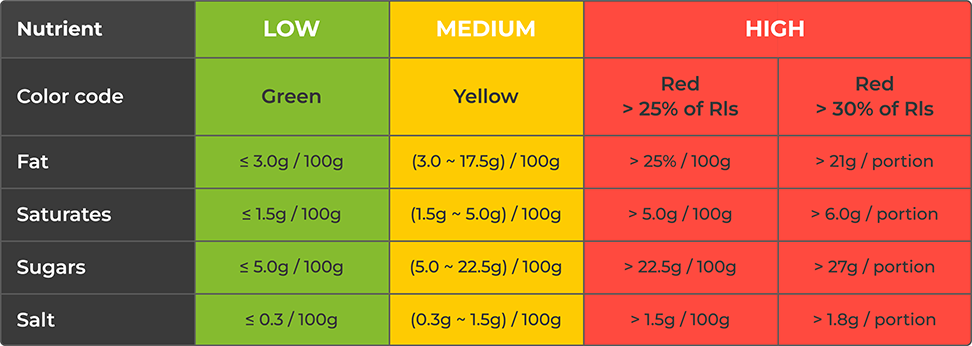 Nutrient LOW MEDIUM HIGH
Color code Green Yellow Red > 25% of RIs Red > 30% of RIs
Fat ≤ 3.0g / 100g (3.0 ~ 17.5g) / 100g > 25% / 100g > 21g / portion
Saturates ≤ 1.5g / 100g (1.5g ~ 5.0g) / 100g > 5.0g / 100g > 6.0g / portion
Sugars ≤ 5.0g / 100g (5.0 ~ 22.5g) / 100g > 22.5g / 100g > 27g / portion
Salt ≤ 0.3 / 100g (0.3g ~ 1.5g) / 100g > 1.5g / 100g > 1.8g / portion